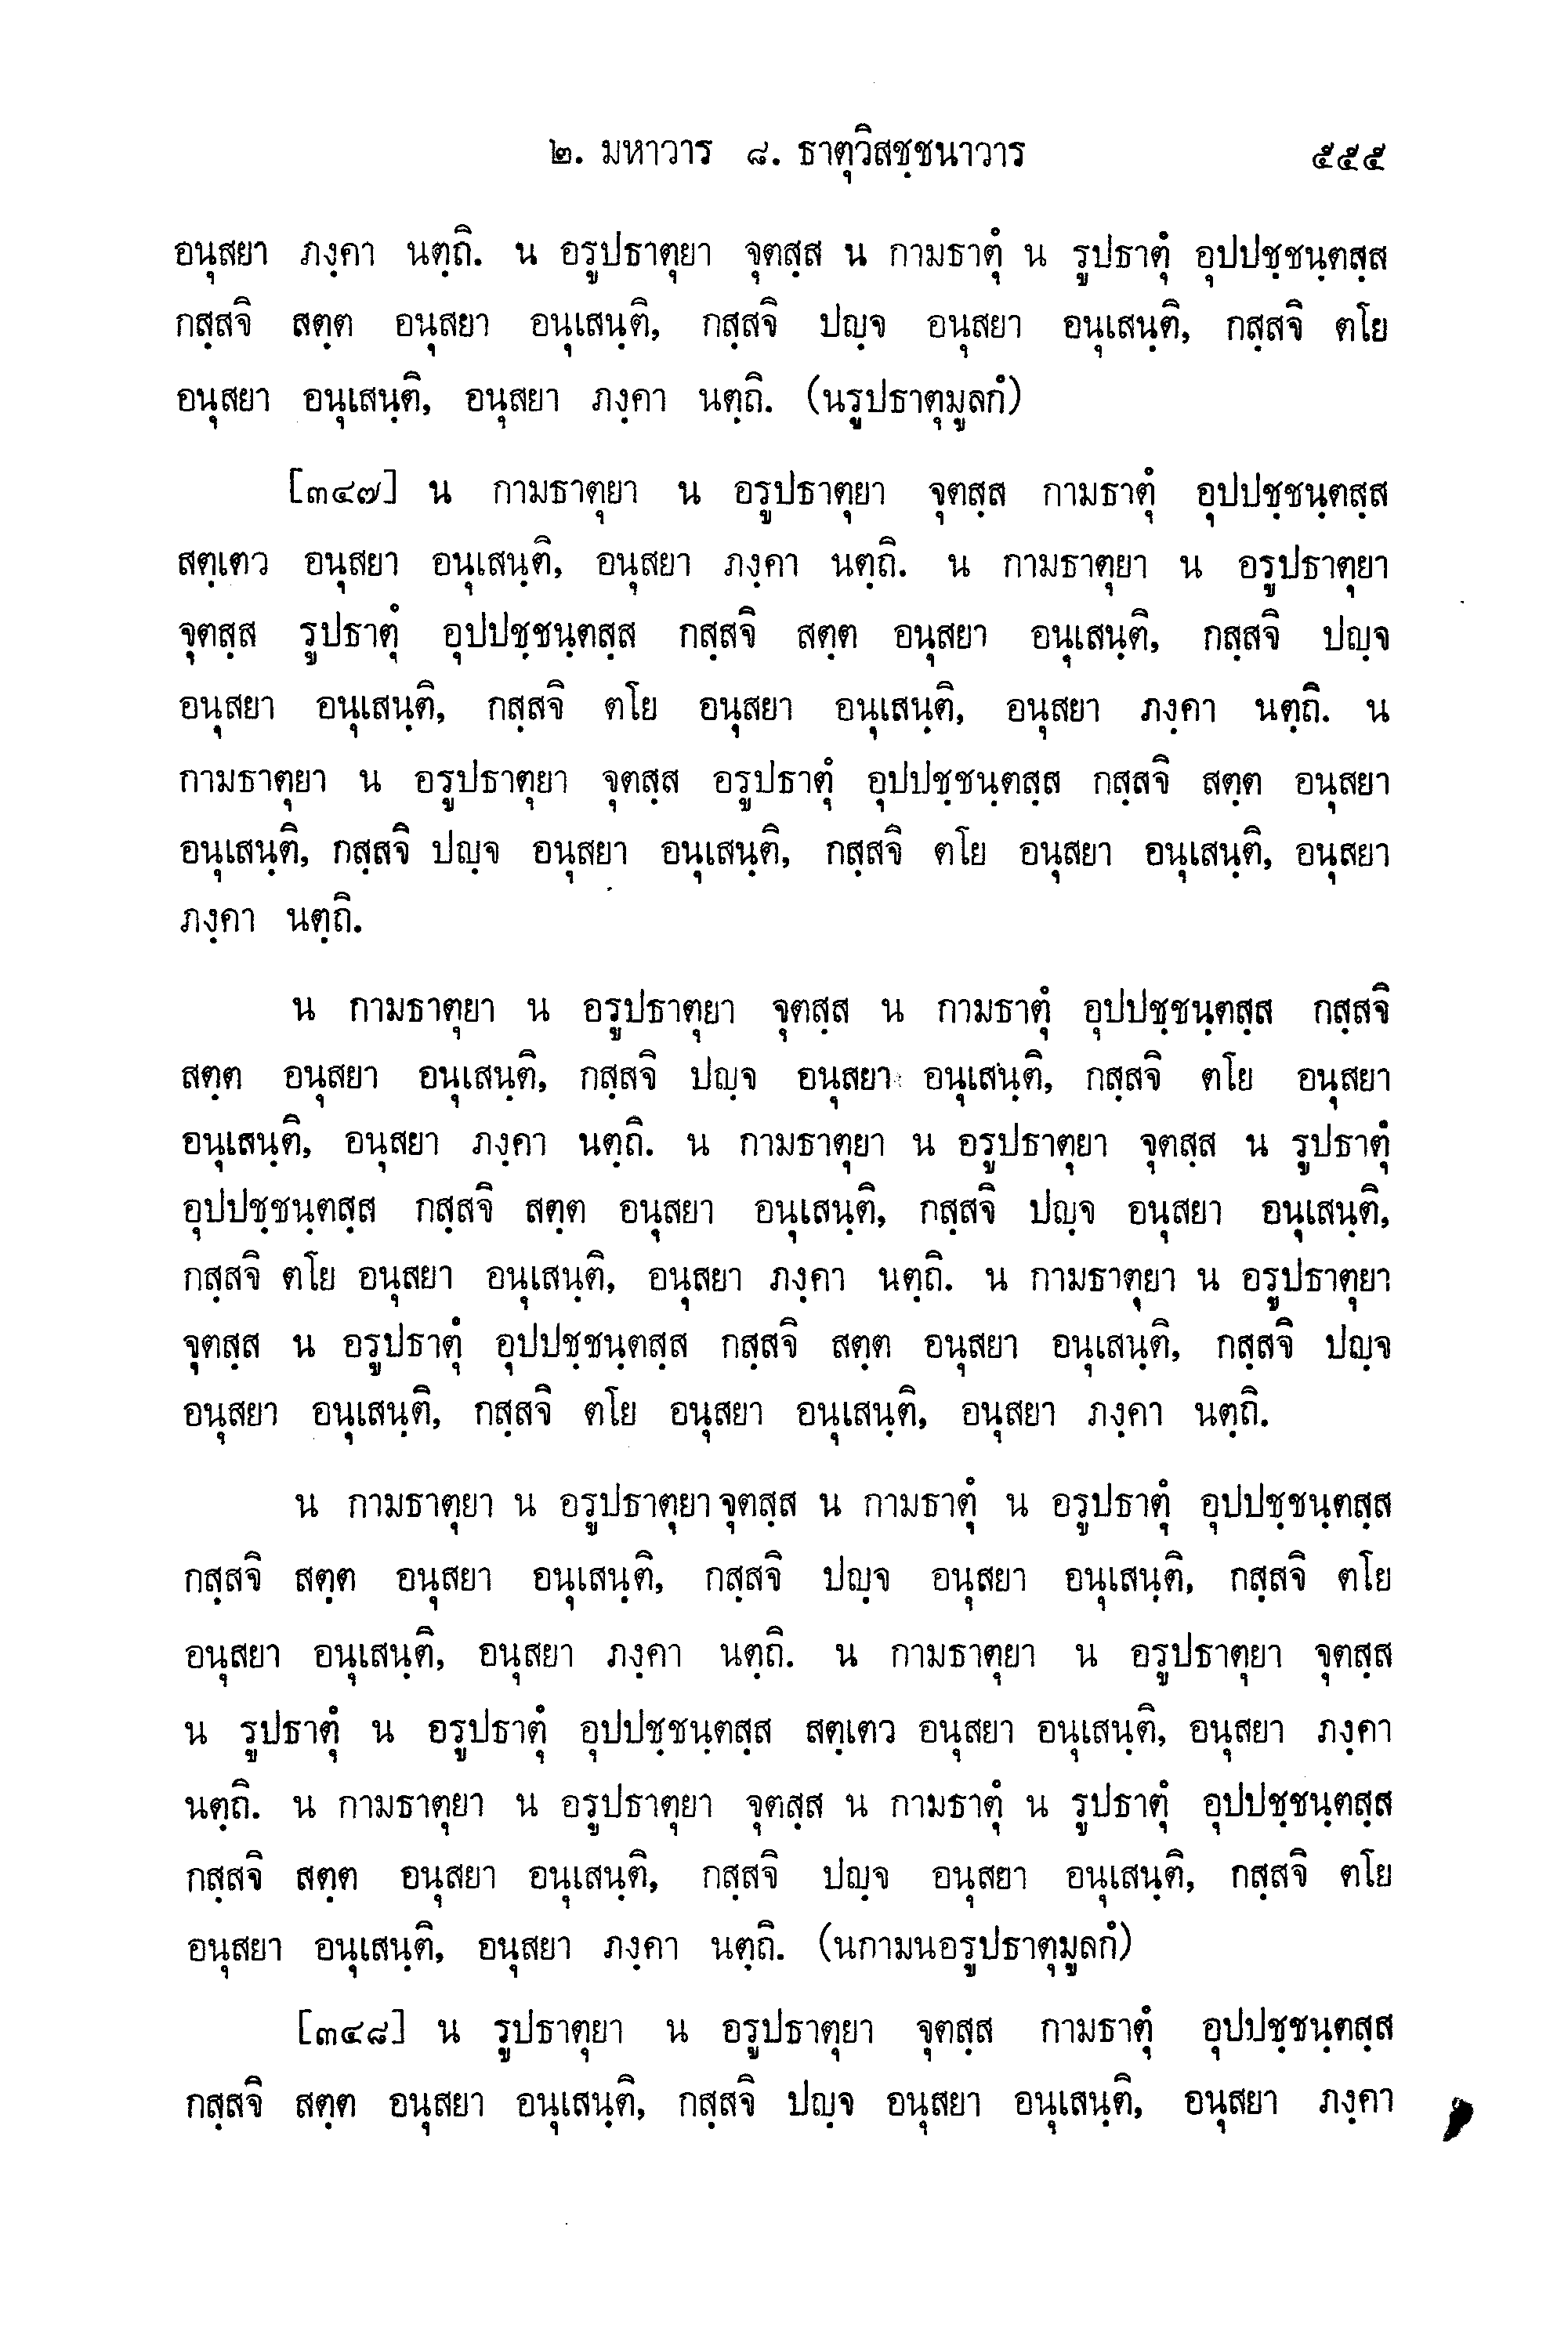 ๒. มหาวาร ๘. ธาตุวิสชฺชนาวาร ๕๕๕
อนุสยา ภงฺคา นตฺถิ. น อรูปธาตุยา จุตสฺส น กามธาตุํ น รูปธาตุํ อุปปชฺชนฺตสฺส
กสฺสจิ สตฺต อนุสยา อนุเสนฺติ, กสฺสจิ ปญฺจ อนุสยา อนุเสนฺติ, กสฺสจิ ตโย
อนุสยา อนุเสนฺติ, อนุสยา ภงฺคา นตฺถิ. (นรูปธาตุมูลกํ)
[๓๔๗] น กามธาตุยา น อรูปธาตุยา จุตสฺส กามธาตุํ อุปปชฺชนฺตสฺส
สตฺเตว อนุสยา อนุเสนฺติ, อนุสยา ภงฺคา นตฺถิ. น กามธาตุยา น อรูปธาตุยา
จุตสฺส รูปธาตุํ อุปปชฺชนฺตสฺส กสฺสจิ สตฺต อนุสยา อนุเสนฺติ, กสฺสจิ ปญฺจ
อนุสยา อนุเสนฺติ, กสฺสจิ ตโย อนุสยา อนุเสนฺติ, อนุสยา ภงฺคา นตฺถิ. น
กามธาตุยา น อรูปธาตุยา จุตสฺส อรูปธาตุํ อุปปชฺชนฺตสฺส กสฺสจิ สตฺต อนุสยา
อนุเสนฺติ, กสฺสจิ ปญฺจ อนุสยา อนุเสนฺติ, กสฺสจิ ตโย อนุสยา อนุเสนฺติ, อนุสยา
ภงฺคา นตฺถิ.
น กามธาตุยา น อรูปธาตุยา จุตสฺส น กามธาตุํ อุปปชฺชนฺตสฺส กสฺสจิ
สตฺต อนุสยา อนุเสนฺติ, กสฺสจิ ปญฺจ อนุสยา อนุเสนฺติ, กสฺสจิ ตโย อนุสยา
อนุเสนฺติ, อนุสยา ภงฺคา นตฺถิ. น กามธาตุยา น อรูปธาตุยา จุตสฺส น รูปธาตุํ
อุปปชฺชนฺตสฺส กสฺสจิ สตฺต อนุสยา อนุเสนฺติ, กสฺสจิ ปญฺจ อนุสยา อนุเสนฺติ,
กสฺสจิ ตโย อนุสยา อนุเสนฺติ, อนุสยา ภงฺคา นตฺถิ. น กามธาตุยา น อรูปธาตุยา
จุตสฺส น อรูปธาตุํ อุปปชฺชนฺตสฺส กสฺสจิ สตฺต อนุสยา อนุเสนฺติ, กสฺสจิ ปญฺจ
อนุสยา อนุเสนฺติ, กสฺสจิ ตโย อนุสยา อนุเสนฺติ, อนุสยา ภงฺคา นตฺถิ.
น กามธาตุยา น อรูปธาตุยา จุตสฺส น กามธาตุํ น อรูปธาตุํ อุปปชฺชนฺตสฺส
กสฺสจิ สตฺต อนุสยา อนุเสนฺติ, กสฺสจิ ปญฺจ อนุสยา อนุเสนฺติ, กสฺสจิ ตโย
อนุสยา อนุเสนฺติ, อนุสยา ภงฺคา นตฺถิ. น กามธาตุยา น อรูปธาตุยา จุตสฺส
น รูปธาตุํ น อรูปธาตุํ อุปปชฺชนฺตสฺส สตฺเตว อนุสยา อนุเสนฺติ, อนุสยา ภงฺคา
นตฺถิ. น กามธาตุยา น อรูปธาตุยา จุตสฺส น กามธาตุํ น รูปธาตุํ อุปปชฺชนฺตสฺส
กสฺสจิ สตฺต อนุสยา อนุเสนฺติ, กสฺสจิ ปญฺจ อนุสยา อนุเสนฺติ, กสฺสจิ ตโย
อนุสยา อนุเสนฺติ, อนุสยา ภงฺคา นตฺถิ. (นกามนอรูปธาตุมูลกํ)
[๓๔๘] น รูปธาตุยา น อรูปธาตุยา จุตสฺส กามธาตุํ อุปปชฺชนฺตสฺส
กสฺสจิ สตฺต อนุสยา อนุเสนฺติ, กสฺสจิ ปญฺจ อนุสยา อนุเสนฺติ, อนุสยา ภงฺคา